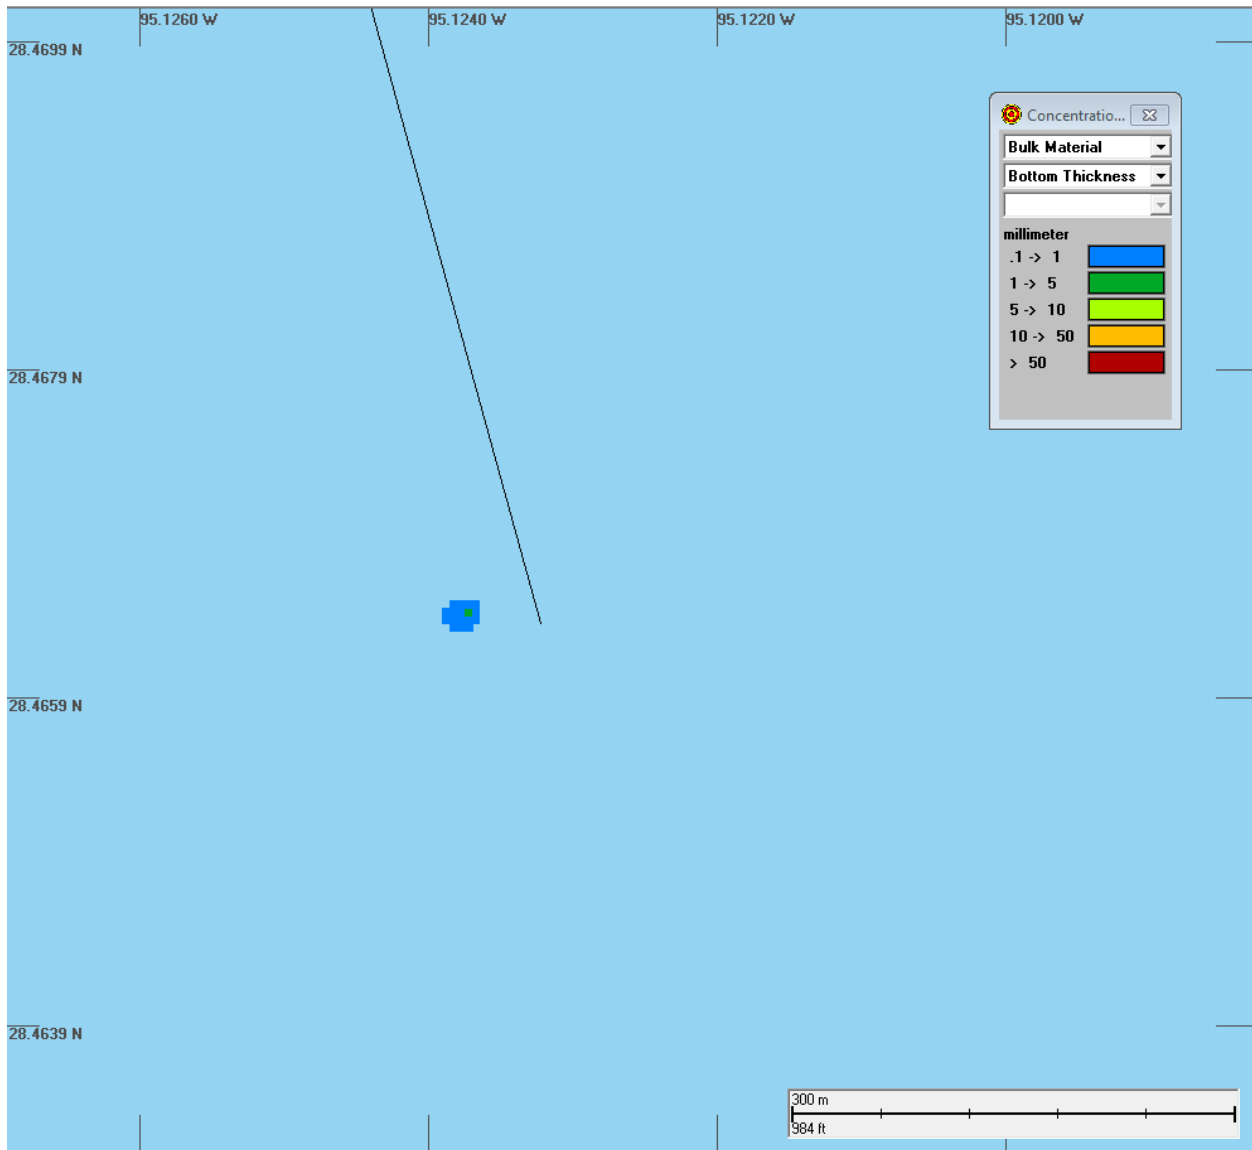 95.1260 W 95.1240 W 95.1220 W 95.1200 W
28.4699 N
Concentratio...
Bulk Material
Bottom Thickness
millimeter
.1 -> 1
1 -> 5
5 -> 10
10 -> 50
> 50
28.4679 N
28.4659 N
28.4639 N
300 m
984 ft